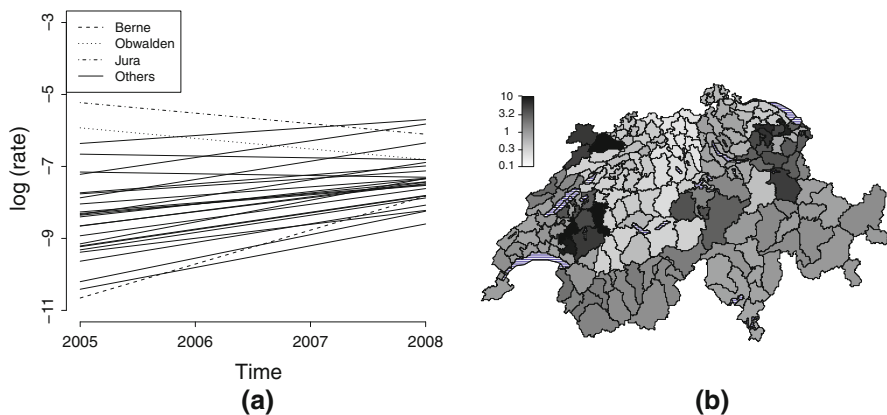 Berne
Obwalden
Jura
Others
−3
−5
−7
−9
−11
log (rate)
2005 2006 2007 2008
Time
(a)
10
3.2
1
0.3
0.1
(b)